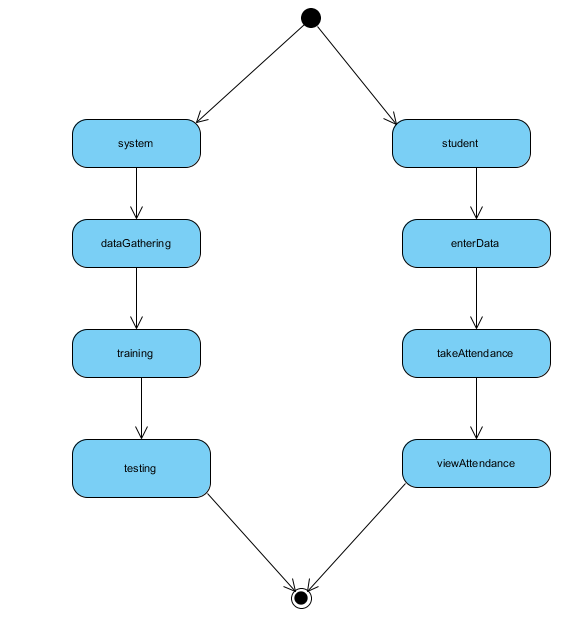 system
student
dataGathering
enterData
training
takeAttendance
testing
viewAttendance